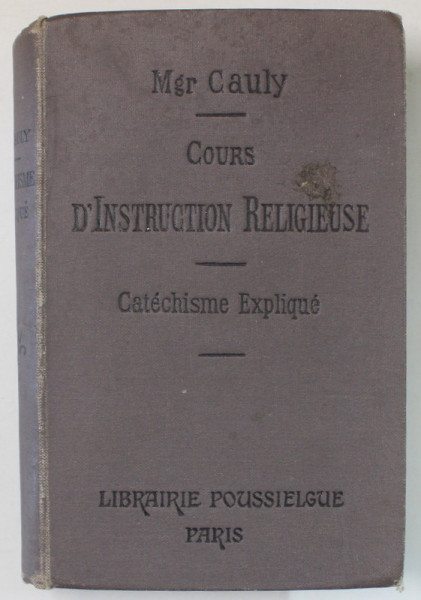 Mgr Cauly
COURS
D'INSTRUCTION RELIGIEUSE
Catéchisme Expliqué
LIBRAIRIE POUSSIELGUE
PARIS